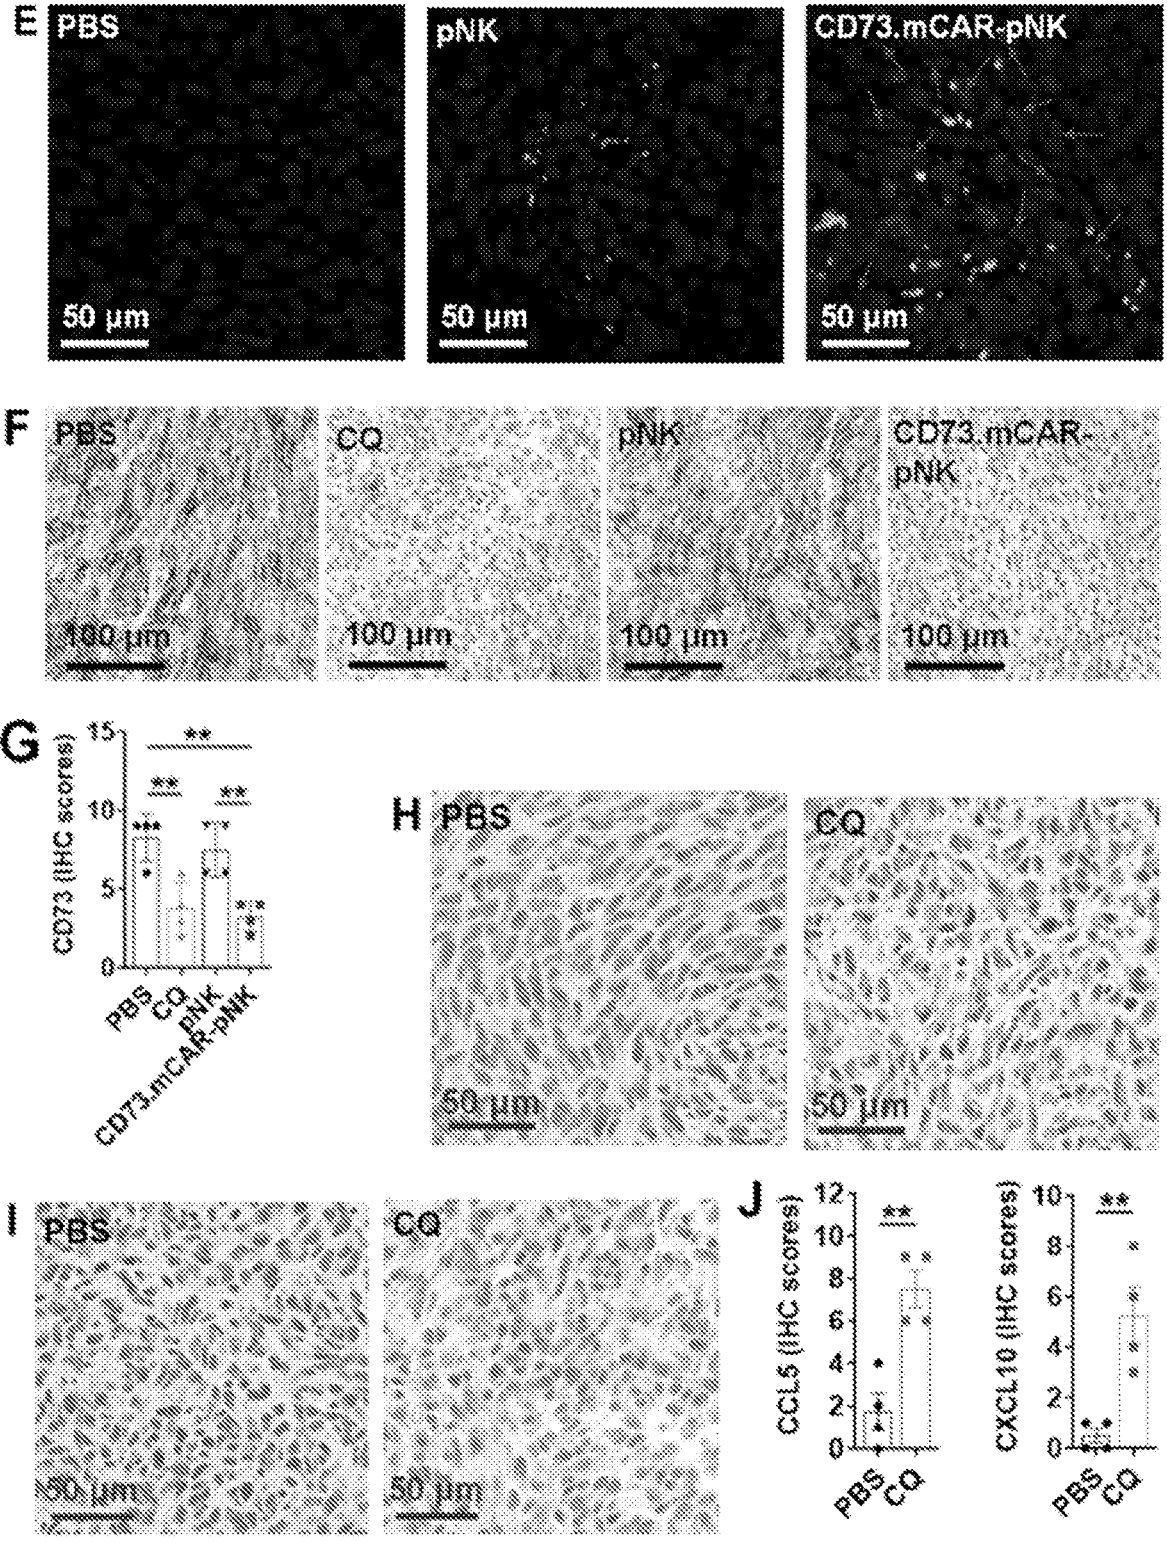 E
PBS
pNK
CD73.mCAR-pNK
50 μm
50 μm
50 μm
F
PBS
CQ
pNK
CD73.mCAR-
pNK
100 μm
100 μm
100 μm
100 μm
G
CD73 (IHC scores)
15
10
5
0
**
**
**
PBS
CQ
pNK
CD73.mCAR-pNK
H
PBS
CQ
50 μm
50 μm
I
PBS
CQ
50 μm
50 μm
J
CCL5 (IHC scores)
12
10
8
6
4
2
0
**
PBS
CQ
CXCL10 (IHC scores)
10
8
6
4
2
0
**
PBS
CQ